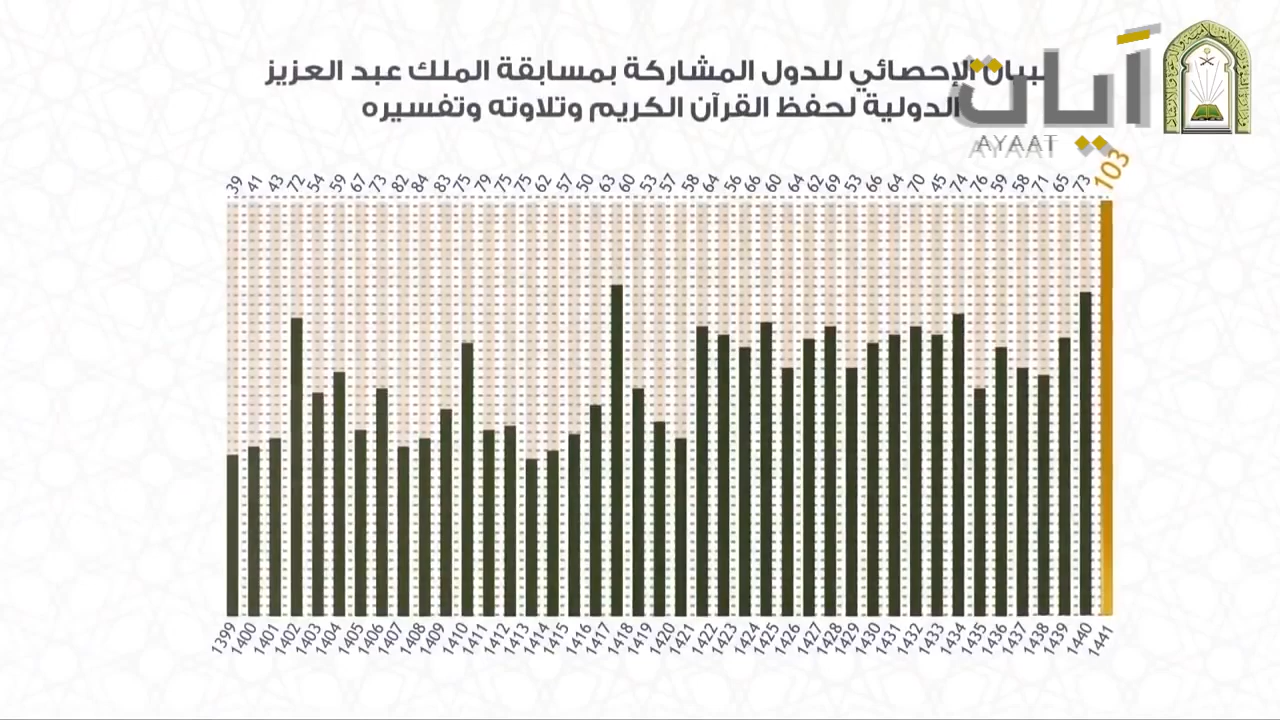 البيان الإحصائي للدول المشاركة بمسابقة الملك عبد العزيز
الدولية لحفظ القرآن الكريم وتلاوته وتفسيره
آيات
AYAAT
39 41 43 72 54 59 67 73 82 84 83 75 79 75 75 62 57 50 63 60 53 57 58 64 56 66 60 64 62 69 53 66 64 70 45 74 76 59 58 71 65 73 103
1399 1400 1401 1402 1403 1404 1405 1406 1407 1408 1409 1410 1411 1412 1413 1414 1415 1416 1417 1418 1419 1420 1421 1422 1423 1424 1425 1426 1427 1428 1429 1430 1431 1432 1433 1434 1435 1436 1437 1438 1439 1440 1441